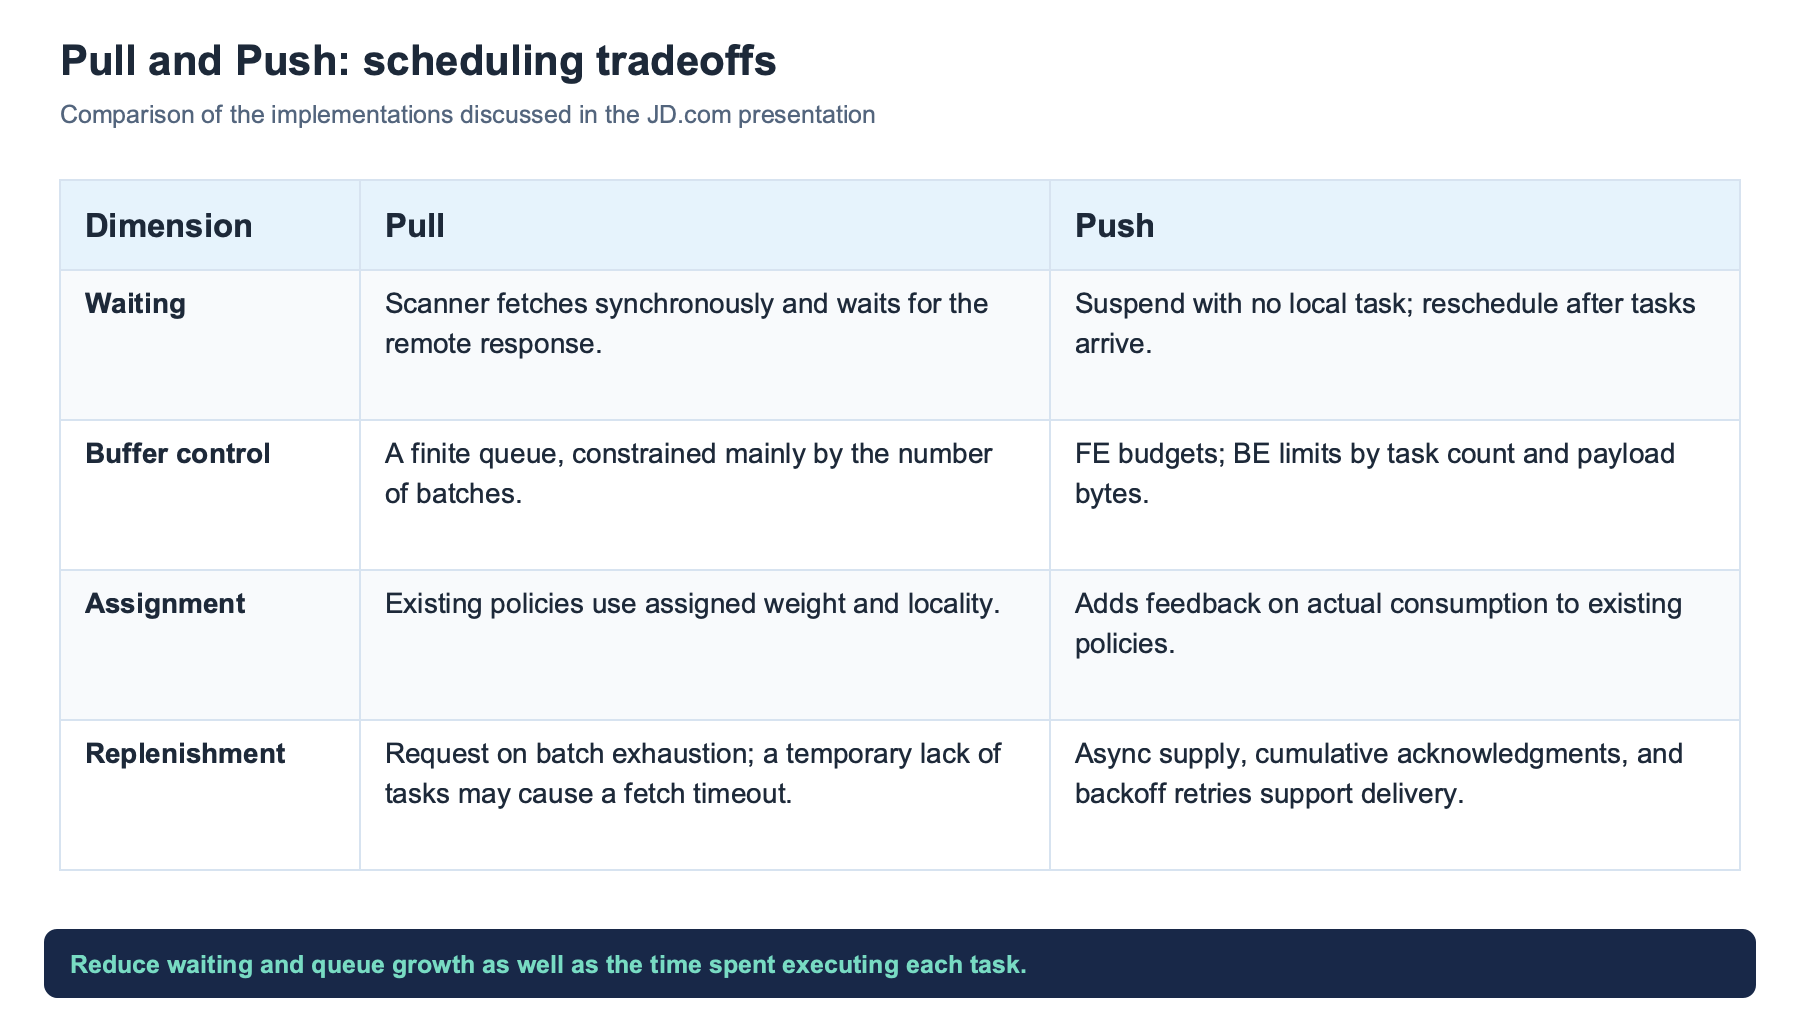 Pull and Push: scheduling tradeoffs
Comparison of the implementations discussed in the JD.com presentation
Dimension
Pull
Push
Waiting
Scanner fetches synchronously and waits for the
remote response.
Suspend with no local task; reschedule after tasks
arrive.
Buffer control
A finite queue, constrained mainly by the number
of batches.
FE budgets; BE limits by task count and payload
bytes.
Assignment
Existing policies use assigned weight and locality.
Adds feedback on actual consumption to existing
policies.
Replenishment
Request on batch exhaustion; a temporary lack of
tasks may cause a fetch timeout.
Async supply, cumulative acknowledgments, and
backoff retries support delivery.
Reduce waiting and queue growth as well as the time spent executing each task.